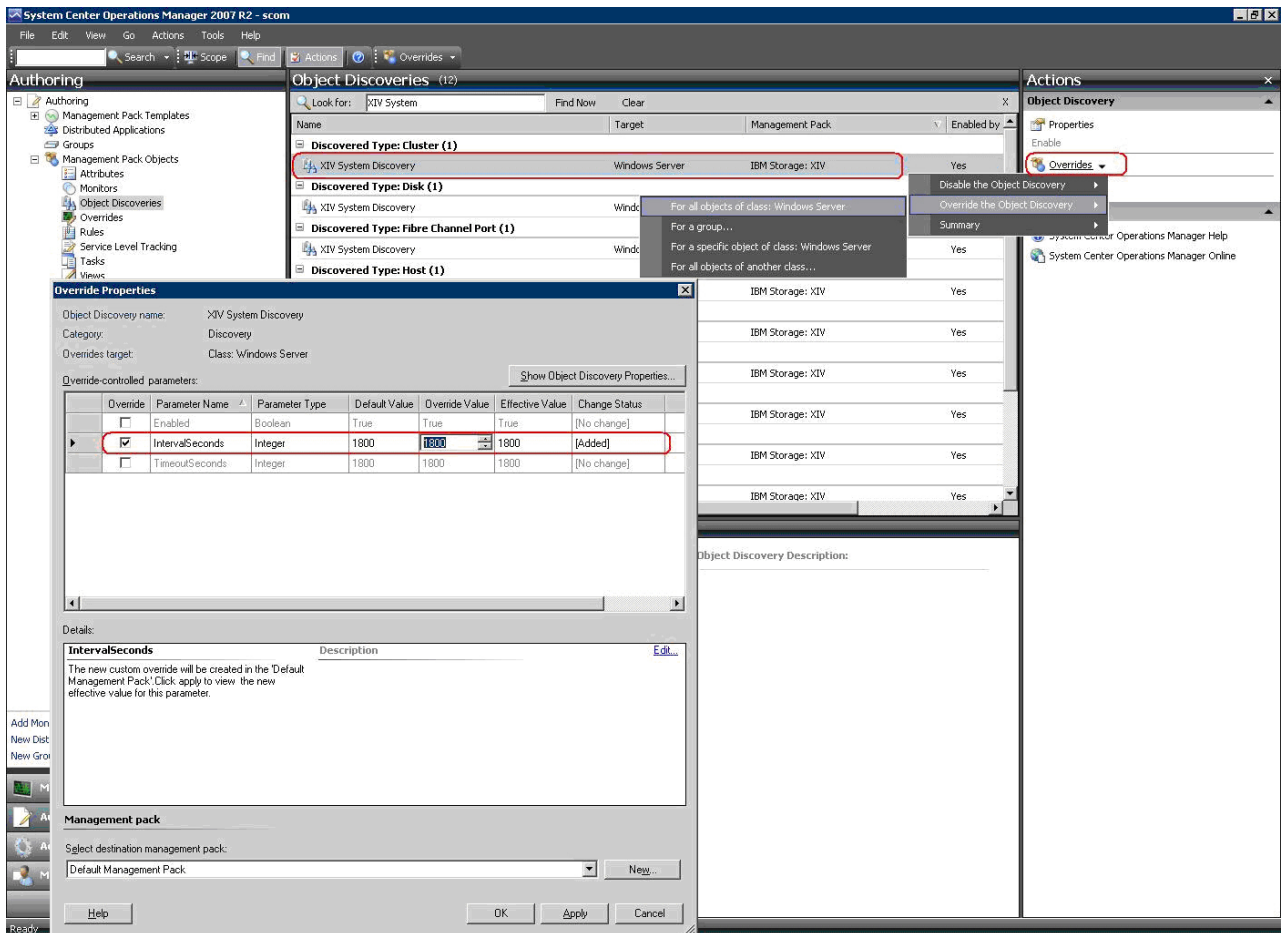 System Center Operations Manager 2007 R2 - scom
File Edit View Go Actions Tools Help
Search Scope Find Actions Overrides
Authoring
Authoring
Management Pack Templates
Distributed Applications
Groups
Management Pack Objects
Attributes
Monitors
Object Discoveries
Overrides
Rules
Service Level Tracking
Tasks
Views
Add Mon
New Dist
New Gro
M
A
A
M
Ready
Object Discoveries (12)
Look for: XIV System Find Now Clear X
Name Target Management Pack Enabled by
Discovered Type: Cluster (1)
XIV System Discovery Windows Server IBM Storage: XIV Yes
Discovered Type: Disk (1)
XIV System Discovery Windo
Discovered Type: Fibre Channel Port (1)
XIV System Discovery Windo Yes
Discovered Type: Host (1)
IBM Storage: XIV Yes
IBM Storage: XIV Yes
IBM Storage: XIV Yes
IBM Storage: XIV Yes
IBM Storage: XIV Yes
IBM Storage: XIV Yes
Object Discovery Description:
Actions x
Object Discovery
Properties
Enable
Overrides
Disable the Object Discovery
Override the Object Discovery
Summary
For all objects of class: Windows Server
For a group...
For a specific object of class: Windows Server
For all objects of another class...
System Center Operations Manager Help
System Center Operations Manager Online
Override Properties
Object Discovery name: XIV System Discovery
Category: Discovery
Overrides target: Class: Windows Server
Override-controlled parameters: Show Object Discovery Properties...
Override Parameter Name Parameter Type Default Value Override Value Effective Value Change Status
Enabled Boolean True True True [No change]
IntervalSeconds Integer 1800 1800 1800 [Added]
TimeoutSeconds Integer 1800 1800 1800 [No change]
Details:
IntervalSeconds Description Edit...
The new custom override will be created in the 'Default
Management Pack'.Click apply to view the new
effective value for this parameter.
Management pack
Select destination management pack:
Default Management Pack New...
Help OK Apply Cancel